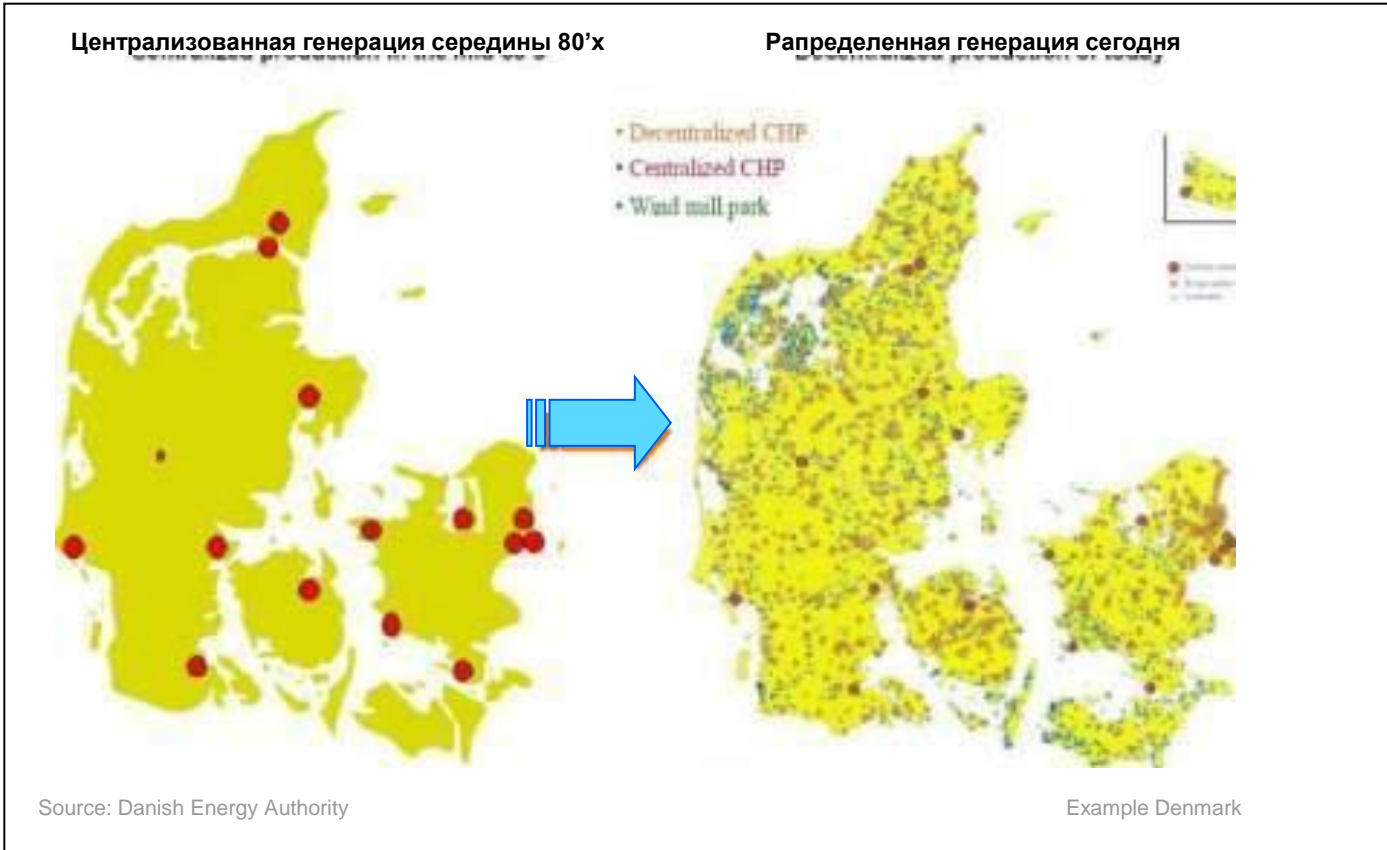 Централизованная генерация середины 80’х
Рапределенная генерация сегодня
• Decentralized CHP
• Centralized CHP
• Wind mill park
Source: Danish Energy Authority
Example Denmark